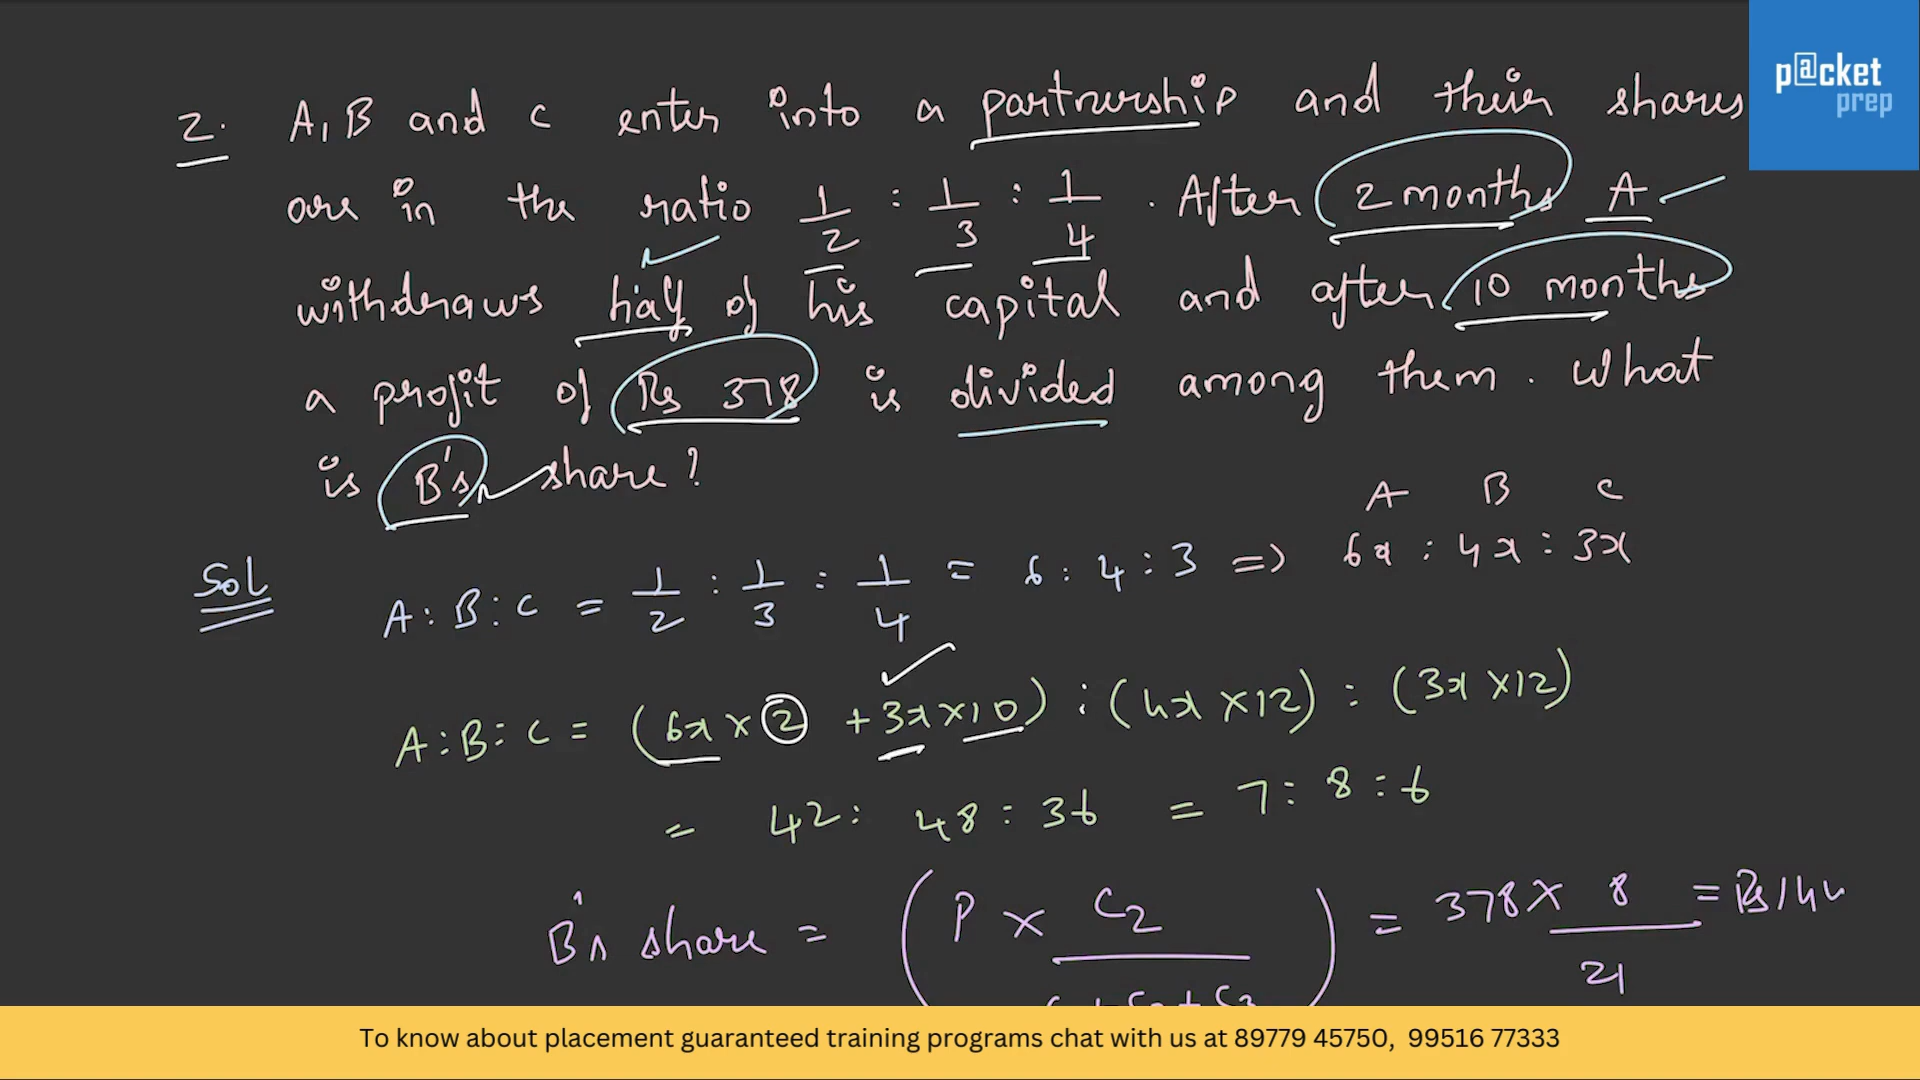 p@cket
prep
2. A, B and C enter into a partnership and their shares
are in the ratio 1/2 : 1/3 : 1/4 . After 2 months A
withdraws half of his capital and after 10 months
a profit of Rs 378 is divided among them. What
is B's share?
A B C
Sol A : B : C = 1/2 : 1/3 : 1/4 = 6 : 4 : 3 => 6x : 4x : 3x
A : B : C = (6x × 2 + 3x × 10) : (4x × 12) : (3x × 12)
= 42 : 48 : 36 = 7 : 8 : 6
B's share = (P × C2 / ) = 378 × 8/21 = Rs 144
To know about placement guaranteed training programs chat with us at 89779 45750, 99516 77333